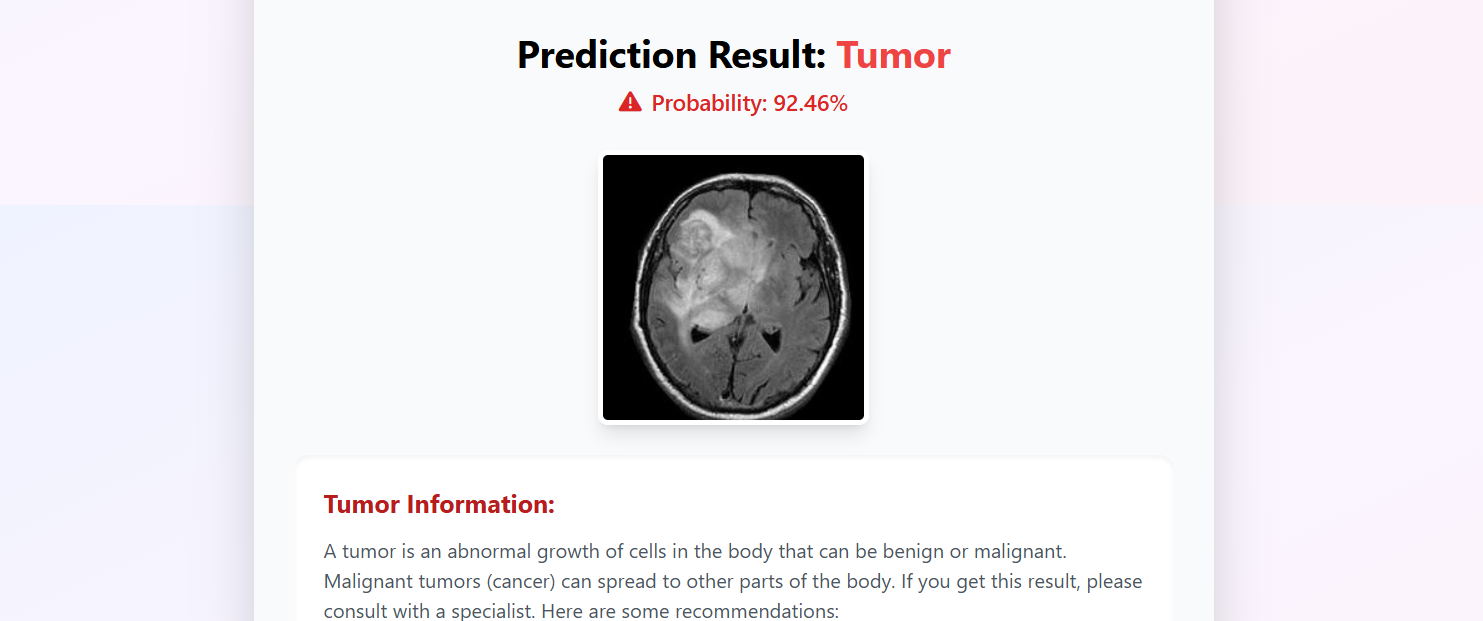 Prediction Result: Tumor
Probability: 92.46%
Tumor Information:
A tumor is an abnormal growth of cells in the body that can be benign or malignant.
Malignant tumors (cancer) can spread to other parts of the body. If you get this result, please
consult with a specialist. Here are some recommendations: